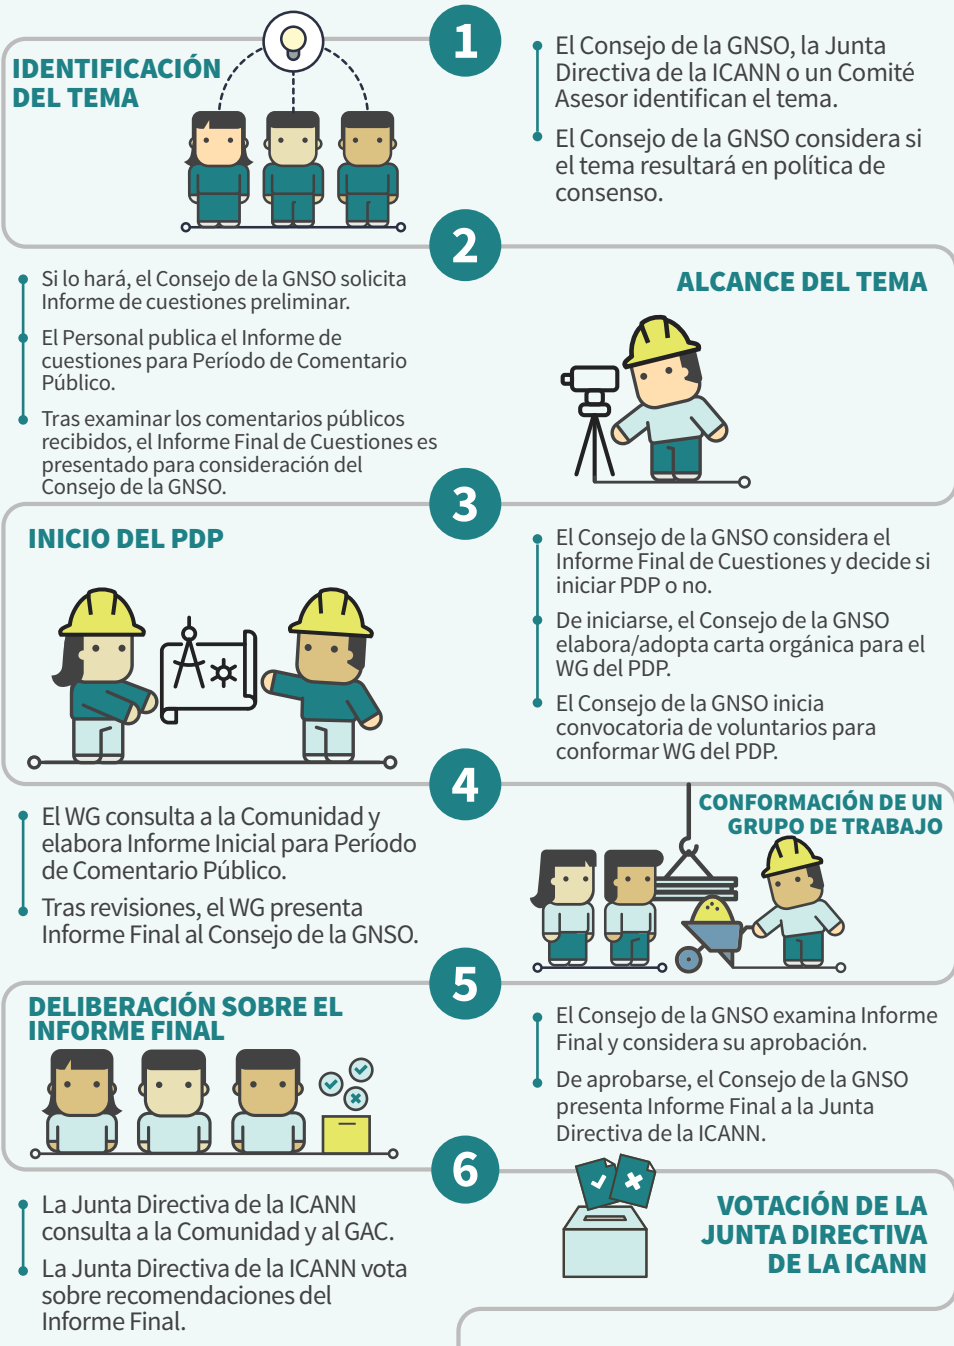 1
IDENTIFICACIÓN
DEL TEMA
El Consejo de la GNSO, la Junta
Directiva de la ICANN o un Comité
Asesor identifican el tema.
El Consejo de la GNSO considera si
el tema resultará en política de
consenso.
2
ALCANCE DEL TEMA
Si lo hará, el Consejo de la GNSO solicita
Informe de cuestiones preliminar.
El Personal publica el Informe de
cuestiones para Período de Comentario
Público.
Tras examinar los comentarios públicos
recibidos, el Informe Final de Cuestiones es
presentado para consideración del
Consejo de la GNSO.
3
INICIO DEL PDP
El Consejo de la GNSO considera el
Informe Final de Cuestiones y decide si
iniciar PDP o no.
De iniciarse, el Consejo de la GNSO
elabora/adopta carta orgánica para el
WG del PDP.
El Consejo de la GNSO inicia
convocatoria de voluntarios para
conformar WG del PDP.
4
CONFORMACIÓN DE UN
GRUPO DE TRABAJO
El WG consulta a la Comunidad y
elabora Informe Inicial para Período
de Comentario Público.
Tras revisiones, el WG presenta
Informe Final al Consejo de la GNSO.
5
DELIBERACIÓN SOBRE EL
INFORME FINAL
El Consejo de la GNSO examina Informe
Final y considera su aprobación.
De aprobarse, el Consejo de la GNSO
presenta Informe Final a la Junta
Directiva de la ICANN.
6
VOTACIÓN DE LA
JUNTA DIRECTIVA
DE LA ICANN
La Junta Directiva de la ICANN
consulta a la Comunidad y al GAC.
La Junta Directiva de la ICANN vota
sobre recomendaciones del
Informe Final.